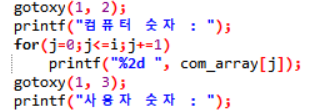 gotoxy(1, 2);
printf("컴퓨터 숫자 : ");
for(j=0;j<=i;j+=1)
    printf("%2d ", com_array[j]);
gotoxy(1, 3);
printf("사용자 숫자 : ");